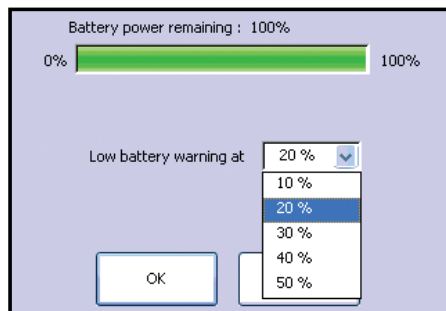 Battery power remaining : 100%
0% 100%
Low battery warning at 20 %
10 %
20 %
30 %
40 %
50 %
OK